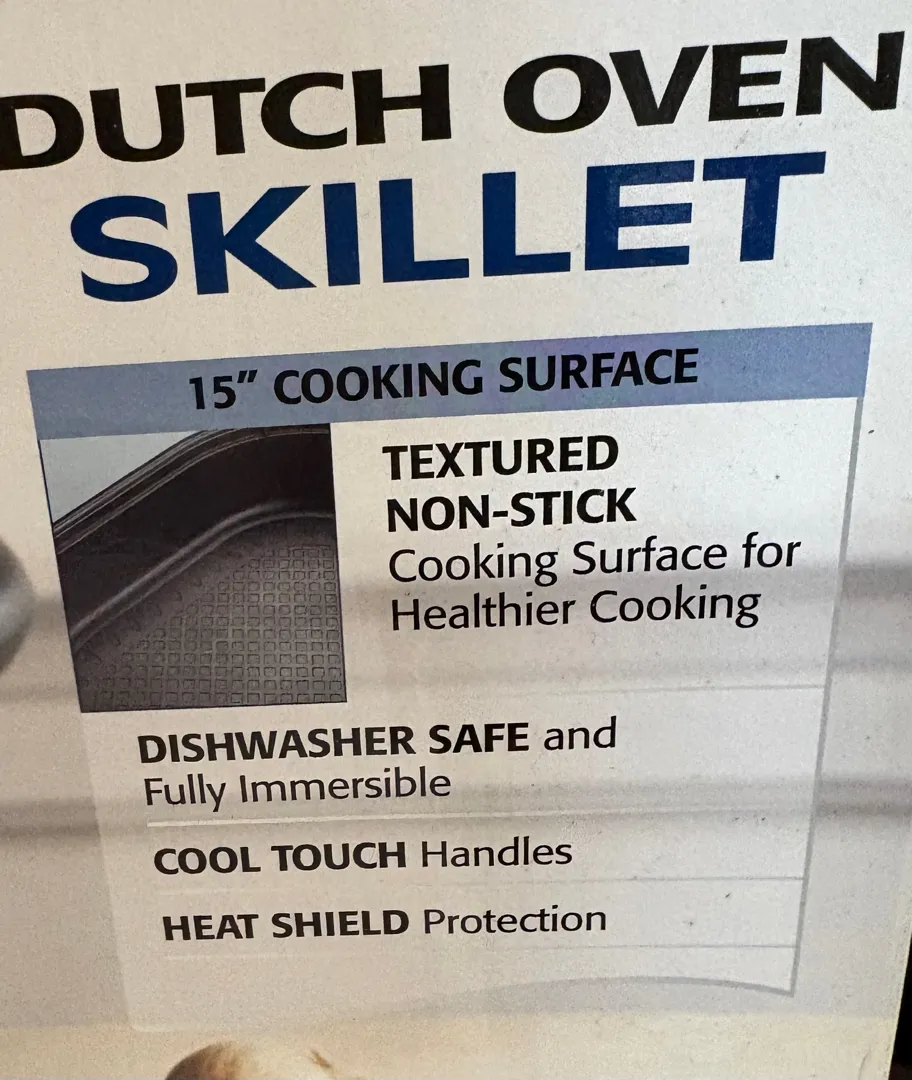 DUTCH OVEN
SKILLET
15” COOKING SURFACE
TEXTURED
NON-STICK
Cooking Surface for
Healthier Cooking
DISHWASHER SAFE and
Fully Immersible
COOL TOUCH Handles
HEAT SHIELD Protection